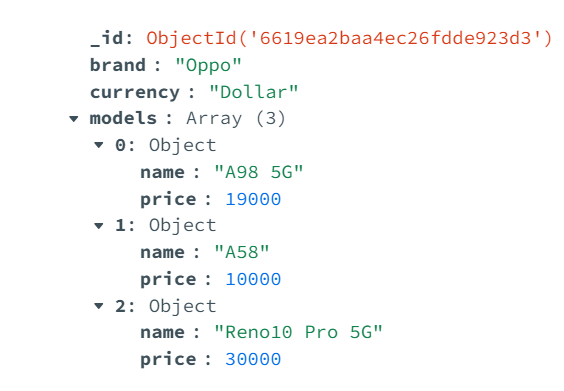 _id: ObjectId('6619ea2baa4ec26fdde923d3')
brand : "Oppo"
currency : "Dollar"
models : Array (3)
0: Object
name : "A98 5G"
price : 19000
1: Object
name : "A58"
price : 10000
2: Object
name : "Reno10 Pro 5G"
price : 30000